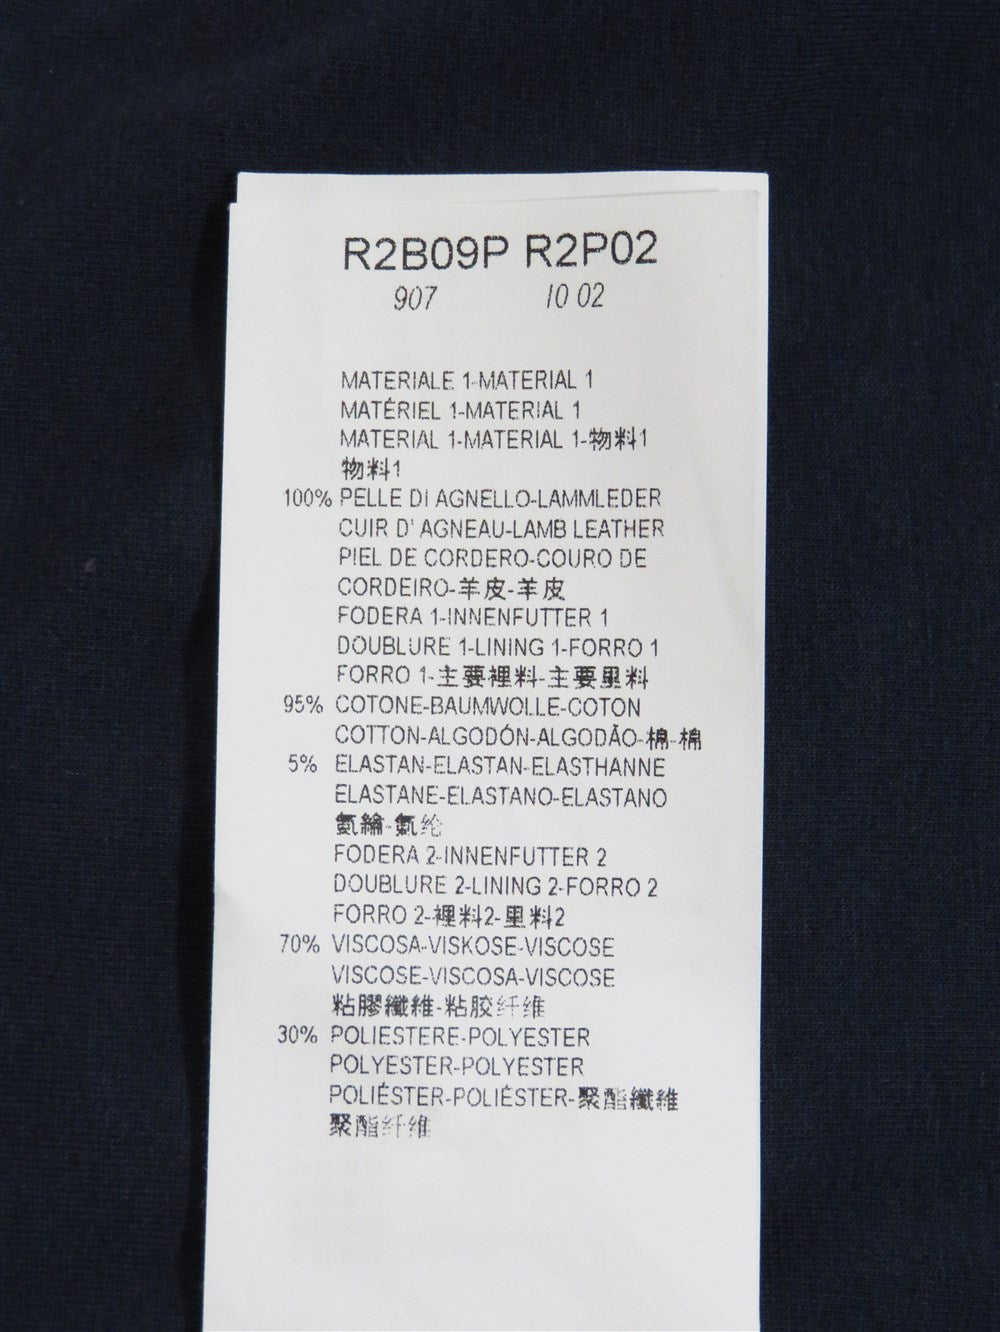 R2B09P R2P02
907 10 02
MATERIALE 1-MATERIAL 1
MATÉRIEL 1-MATERIAL 1
MATERIAL 1-MATERIAL 1-物料1
物料1
100% PELLE DI AGNELLO-LAMMLEDER
CUIR D' AGNEAU-LAMB LEATHER
PIEL DE CORDERO-COURO DE
CORDEIRO-羊皮-羊皮
FODERA 1-INNENFUTTER 1
DOUBLURE 1-LINING 1-FORRO 1
FORRO 1-主要裡料-主要里料
95% COTONE-BAUMWOLLE-COTON
COTTON-ALGODÓN-ALGODÃO-棉-棉
5% ELASTAN-ELASTAN-ELASTHANNE
ELASTANE-ELASTANO-ELASTANO
氨綸-氨纶
FODERA 2-INNENFUTTER 2
DOUBLURE 2-LINING 2-FORRO 2
FORRO 2-裡料2-里料2
70% VISCOSA-VISKOSE-VISCOSE
VISCOSE-VISCOSA-VISCOSE
粘膠纖維-粘胶纤维
30% POLIESTERE-POLYESTER
POLYESTER-POLYESTER
POLIÉSTER-POLIÉSTER-聚酯纖維
聚酯纤维